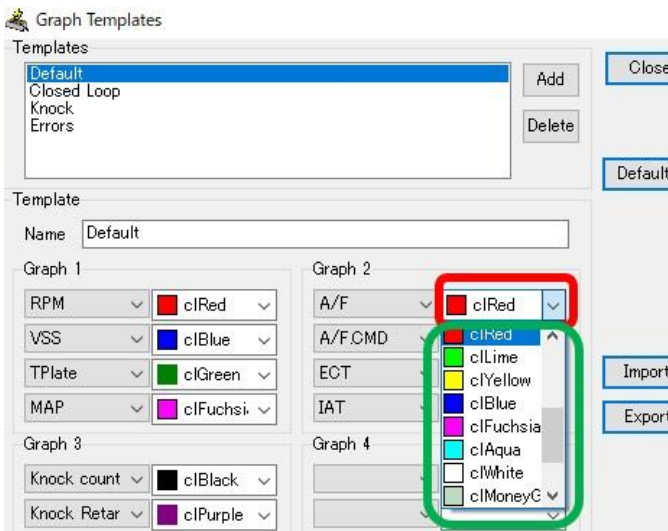 Graph Templates
Templates
Default
Closed Loop
Knock
Errors
Add
Delete
Close
Default
Template
Name Default
Graph 1
RPM clRed
VSS clBlue
TPlate clGreen
MAP clFuchsi
Graph 2
A/F clRed
A/F.CMD
ECT
IAT
clRed
clLime
clYellow
clBlue
clFuchsia
clAqua
clWhite
clMoneyG
Import
Export
Graph 3
Knock count clBlack
Knock Retar clPurple
Graph 4